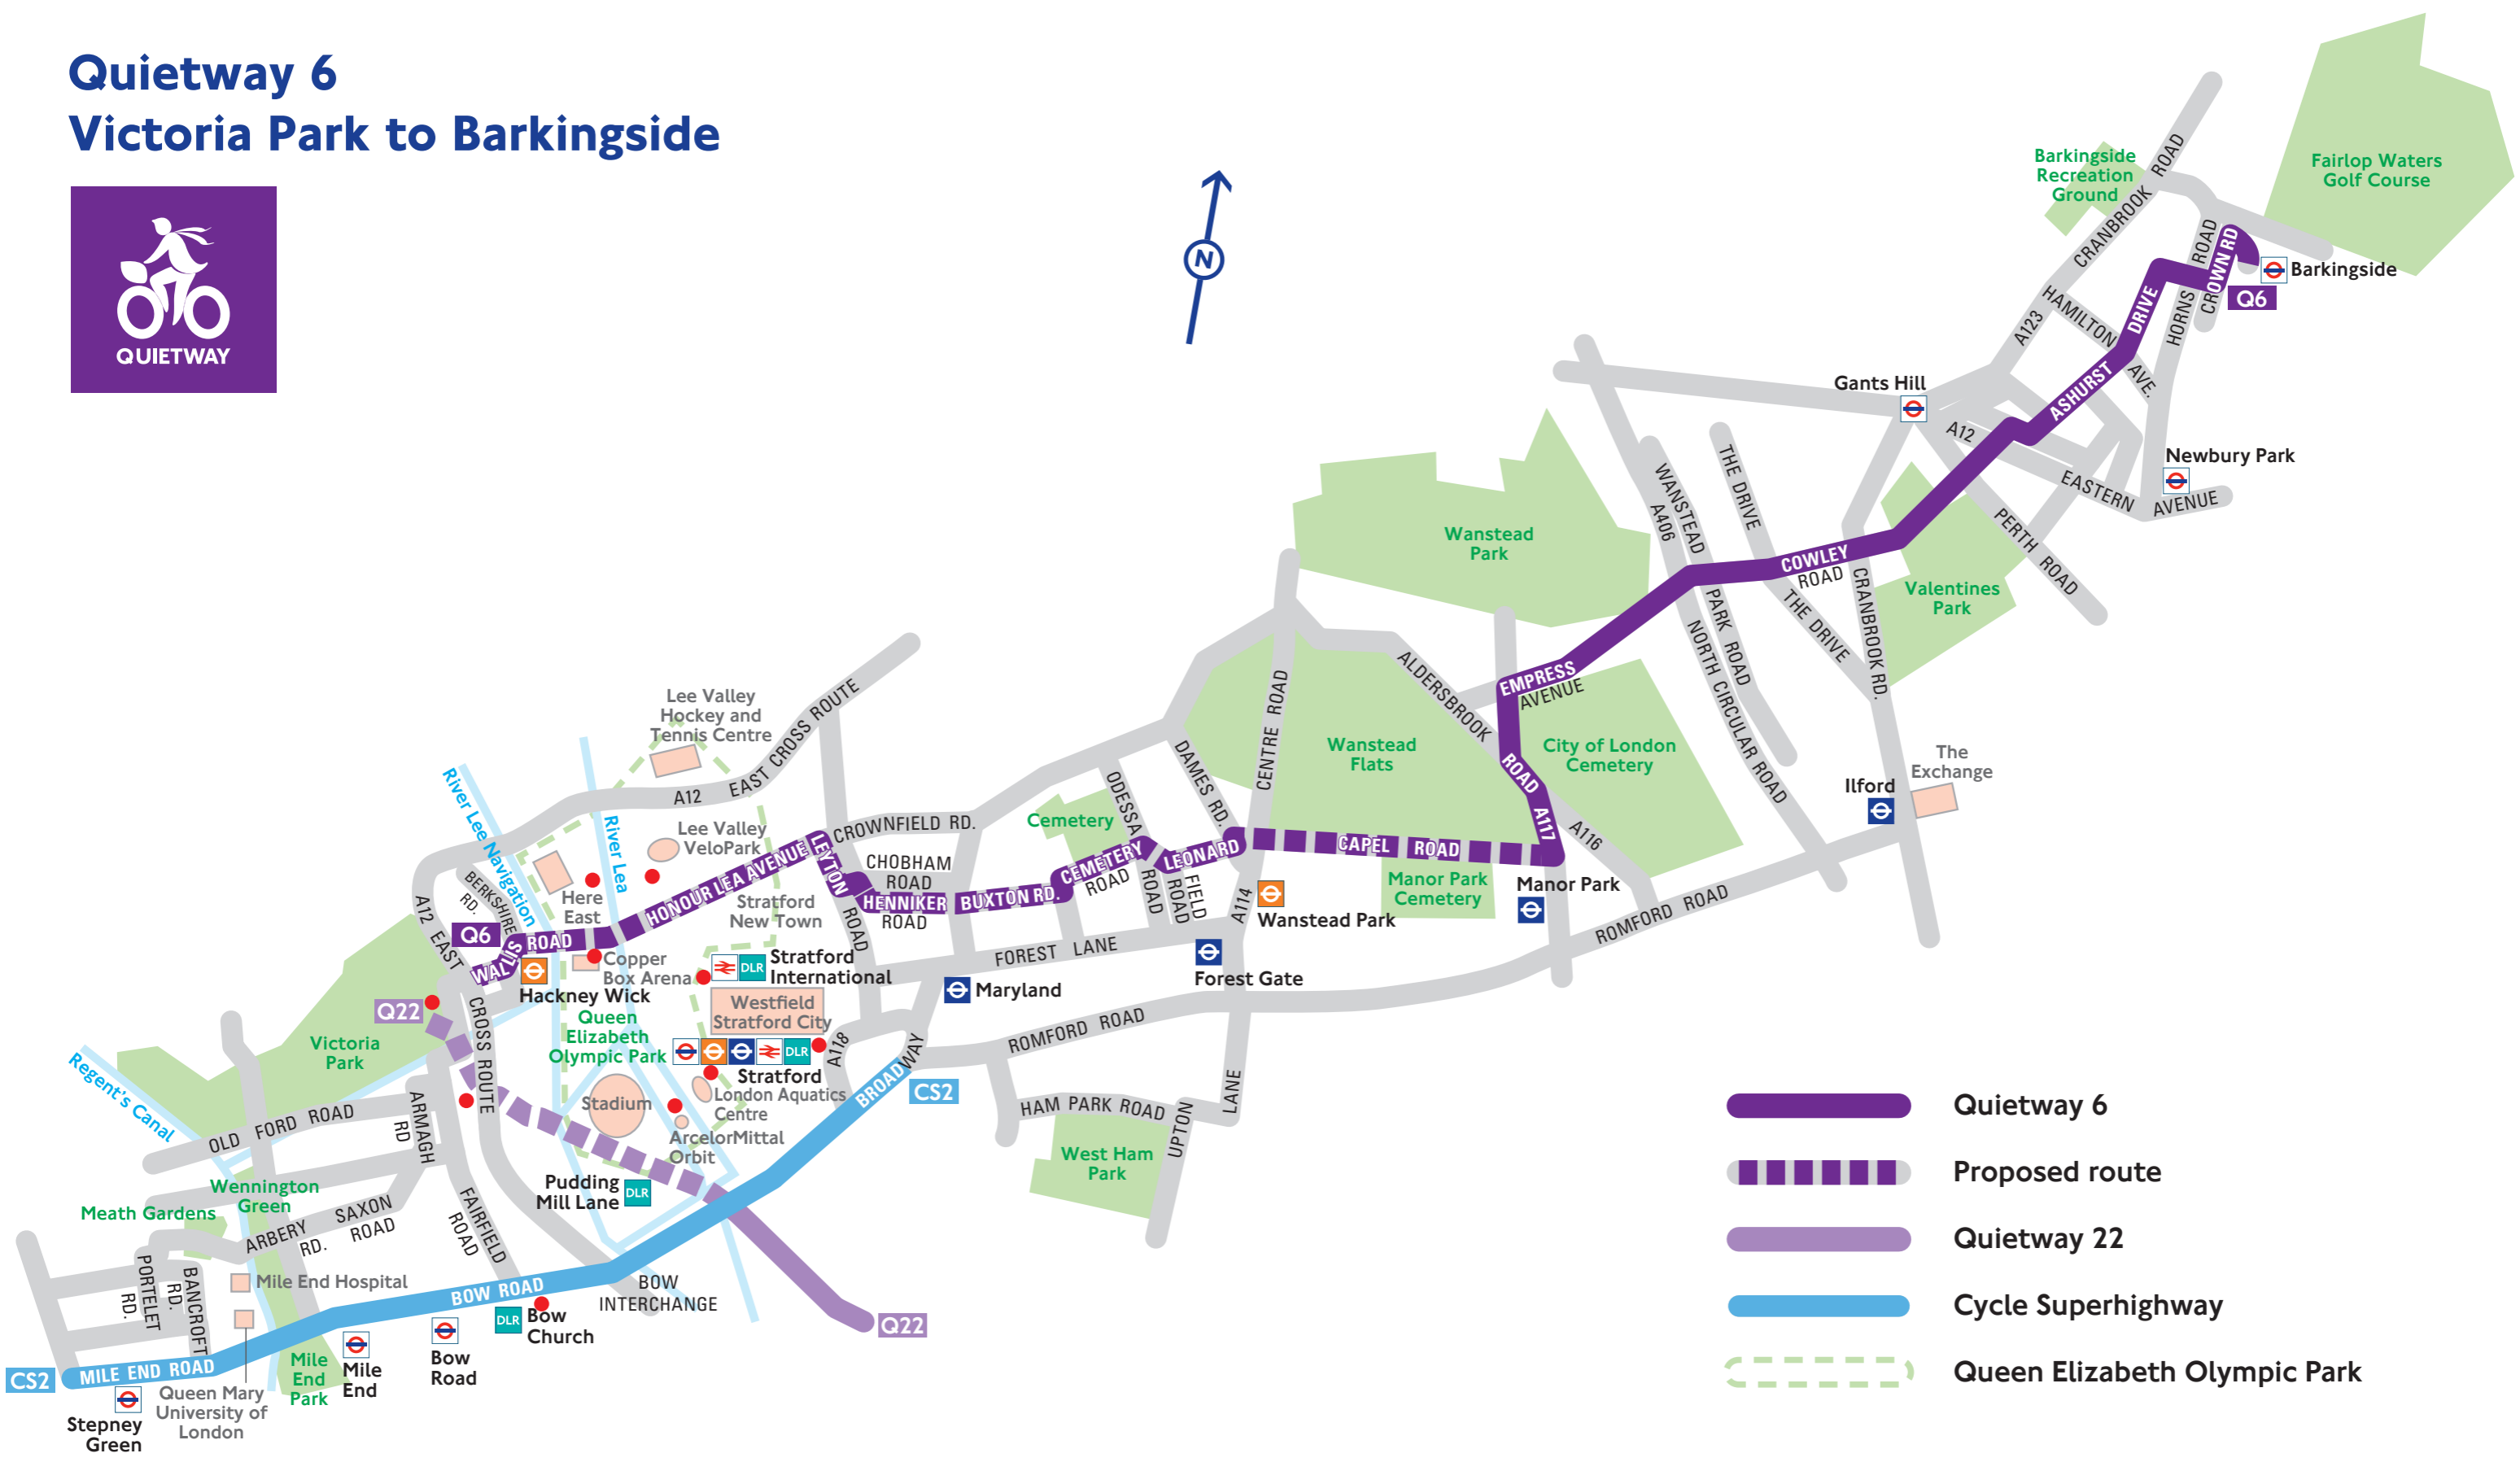 Quietway 6
Victoria Park to Barkingside
QUIETWAY
N
Barkingside
Recreation
Ground
Fairlop Waters
Golf Course
CRANBROOK ROAD
HORNS ROAD
CROWN RD
CROWN RD
Barkingside
Q6
A123
HAMILTON AVE.
ASHURST DRIVE
Gants Hill
A12
EASTERN AVENUE
Newbury Park
PERTH ROAD
THE DRIVE
WANSTEAD PARK ROAD
A406
NORTH CIRCULAR ROAD
COWLEY
ROAD
THE DRIVE
CRANBROOK RD.
Valentines
Park
Wanstead
Park
ALDERSBROOK ROAD
EMPRESS
AVENUE
A117
A116
City of London
Cemetery
Wanstead
Flats
CENTRE ROAD
DAMES RD.
ODESSA ROAD
Cemetery
CEMETERY
ROAD
LEONARD
FIELD
ROAD
CAPEL ROAD
Manor Park
Cemetery
Manor Park
Ilford
The
Exchange
A114
Wanstead Park
Forest Gate
FOREST LANE
ROMFORD ROAD
ROMFORD ROAD
Maryland
Lee Valley
Hockey and
Tennis Centre
A12 EAST CROSS ROUTE
River Lee Navigation
River Lea
Lee Valley
VeloPark
CROWNFIELD RD.
CHOBHAM
ROAD
LEYTON
ROAD
HENNIKER
ROAD
BUXTON RD.
HONOUR LEA AVENUE
Stratford
New Town
Here
East
BERKSHIRE
RD.
A12 EAST CROSS ROUTE
Q6
WALLIS ROAD
Copper
Box Arena
Hackney Wick
DLR
Stratford
International
Westfield
Stratford City
Queen
Elizabeth
Olympic Park
DLR
Stratford
A118
BROADWAY
CS2
London Aquatics
Centre
Stadium
ArcelorMittal
Orbit
Pudding
Mill Lane
DLR
Q22
Victoria
Park
Regent's Canal
OLD FORD ROAD
ARMAGH
RD
HAM PARK ROAD
UPTON LANE
West Ham
Park
Wennington
Green
Meath Gardens
ARBERY
RD.
SAXON
ROAD
FAIRFIELD
ROAD
PORTELET
RD.
BANCROFT
RD.
Mile End Hospital
BOW ROAD
BOW
INTERCHANGE
Q22
DLR
Bow
Church
Bow
Road
Mile
End
Mile
End
Park
CS2
MILE END ROAD
Stepney
Green
Queen Mary
University of
London
Quietway 6
Proposed route
Quietway 22
Cycle Superhighway
Queen Elizabeth Olympic Park